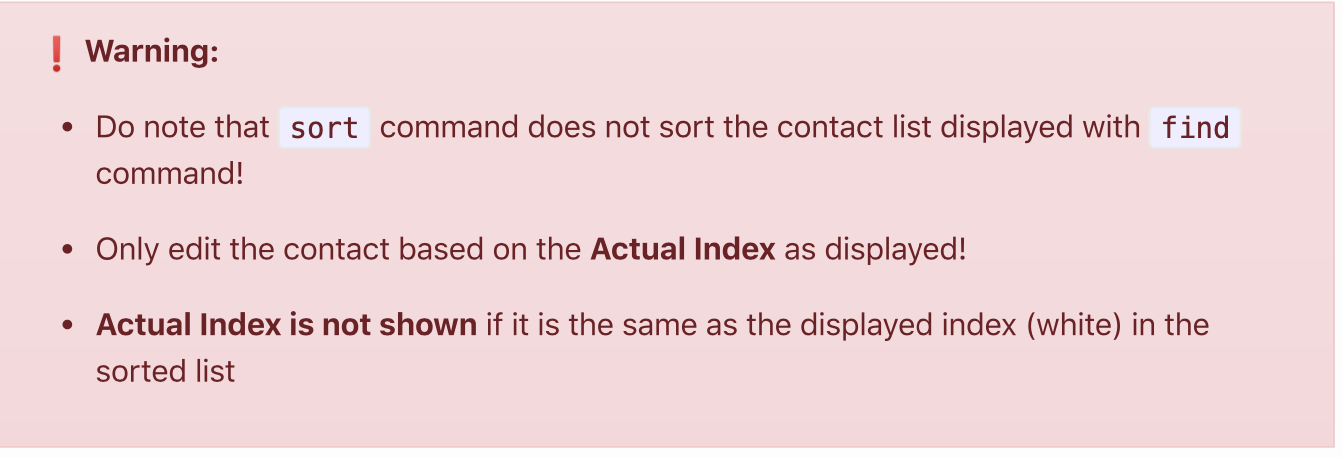 ❗ Warning:
• Do note that sort command does not sort the contact list displayed with find
command!
• Only edit the contact based on the Actual Index as displayed!
• Actual Index is not shown if it is the same as the displayed index (white) in the
sorted list